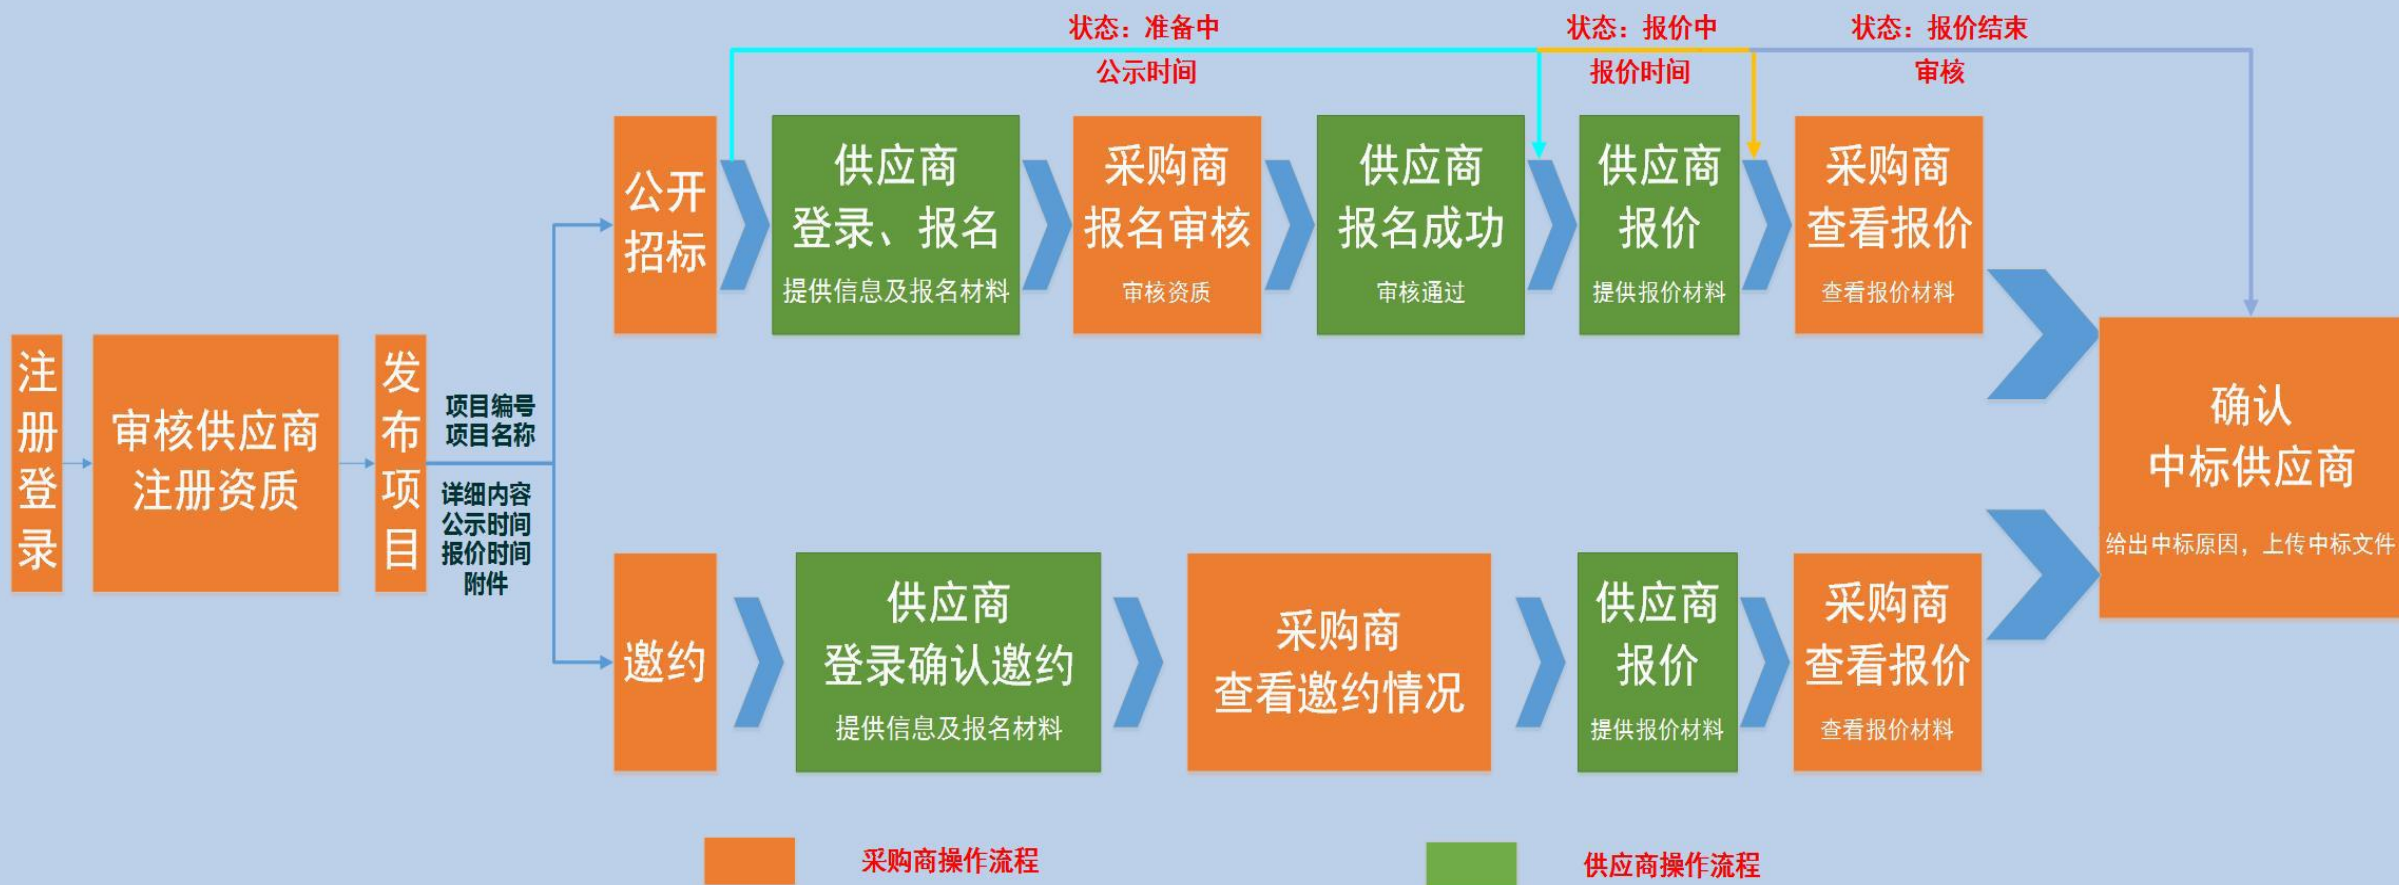 状态：准备中
公示时间
状态：报价中
报价时间
状态：报价结束
审核
注
册
登
录
审核供应商
注册资质
发
布
项
目
项目编号
项目名称
详细内容
公示时间
报价时间
附件
公开
招标
供应商
登录、报名
提供信息及报名材料
采购商
报名审核
审核资质
供应商
报名成功
审核通过
供应商
报价
提供报价材料
采购商
查看报价
查看报价材料
邀约
供应商
登录确认邀约
提供信息及报名材料
采购商
查看邀约情况
供应商
报价
提供报价材料
采购商
查看报价
查看报价材料
确认
中标供应商
给出中标原因，上传中标文件
采购商操作流程
供应商操作流程